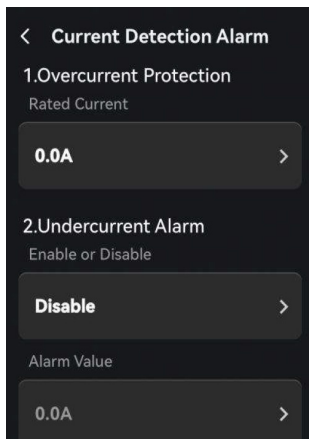 Current Detection Alarm
1.Overcurrent Protection
Rated Current
0.0A
2.Undercurrent Alarm
Enable or Disable
Disable
Alarm Value
0.0A